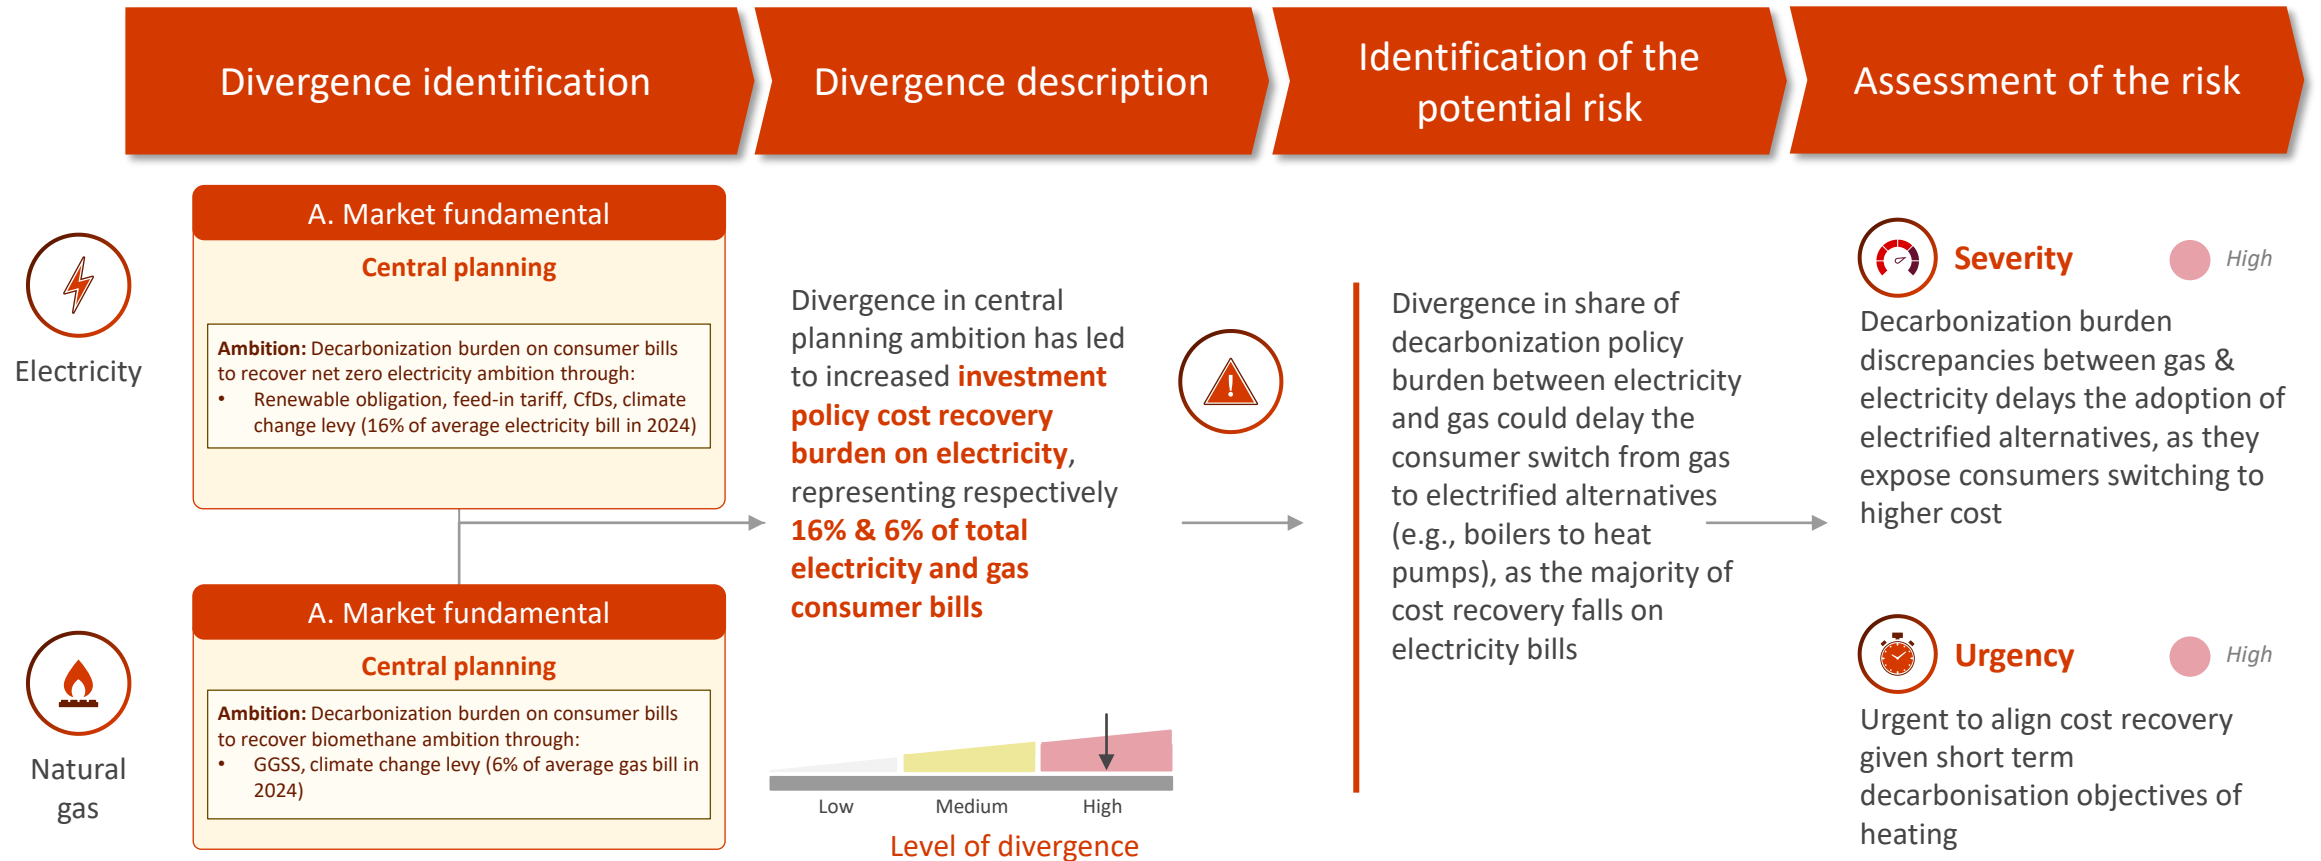 Divergence identification
Divergence description
Identification of the
potential risk
Assessment of the risk
Electricity
A. Market fundamental
Central planning
Ambition: Decarbonization burden on consumer bills
to recover net zero electricity ambition through:
• Renewable obligation, feed-in tariff, CfDs, climate
change levy (16% of average electricity bill in 2024)
Natural
gas
A. Market fundamental
Central planning
Ambition: Decarbonization burden on consumer bills
to recover biomethane ambition through:
• GGSS, climate change levy (6% of average gas bill in
2024)
Divergence in central
planning ambition has led
to increased investment
policy cost recovery
burden on electricity,
representing respectively
16% & 6% of total
electricity and gas
consumer bills
Low
Medium
High
Level of divergence
Divergence in share of
decarbonization policy
burden between electricity
and gas could delay the
consumer switch from gas
to electrified alternatives
(e.g., boilers to heat
pumps), as the majority of
cost recovery falls on
electricity bills
Severity
High
Decarbonization burden
discrepancies between gas &
electricity delays the adoption of
electrified alternatives, as they
expose consumers switching to
higher cost
Urgency
High
Urgent to align cost recovery
given short term
decarbonisation objectives of
heating